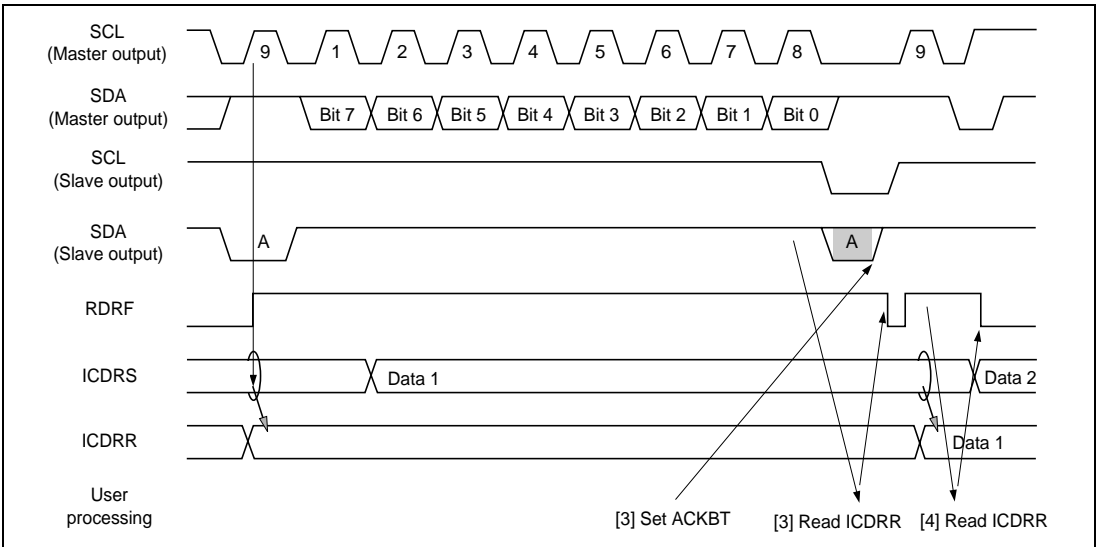 SCL
(Master output)
9 1 2 3 4 5 6 7 8 9
SDA
(Master output)
Bit 7 Bit 6 Bit 5 Bit 4 Bit 3 Bit 2 Bit 1 Bit 0
SCL
(Slave output)
SDA
(Slave output)
A A
RDRF
ICDRS
Data 1 Data 2
ICDRR
Data 1
User
processing
[3] Set ACKBT [3] Read ICDRR [4] Read ICDRR